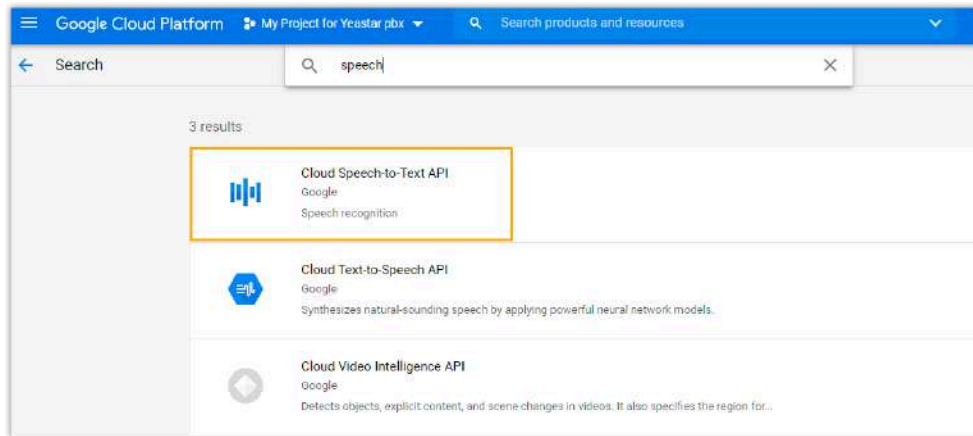 Google Cloud Platform My Project for Yeastar pbx Search products and resources
Search speech
3 results
Cloud Speech-to-Text API
Google
Speech recognition
Cloud Text-to-Speech API
Google
Synthesizes natural-sounding speech by applying powerful neural network models.
Cloud Video Intelligence API
Google
Detects objects, explicit content, and scene changes in videos. It also specifies the region for...